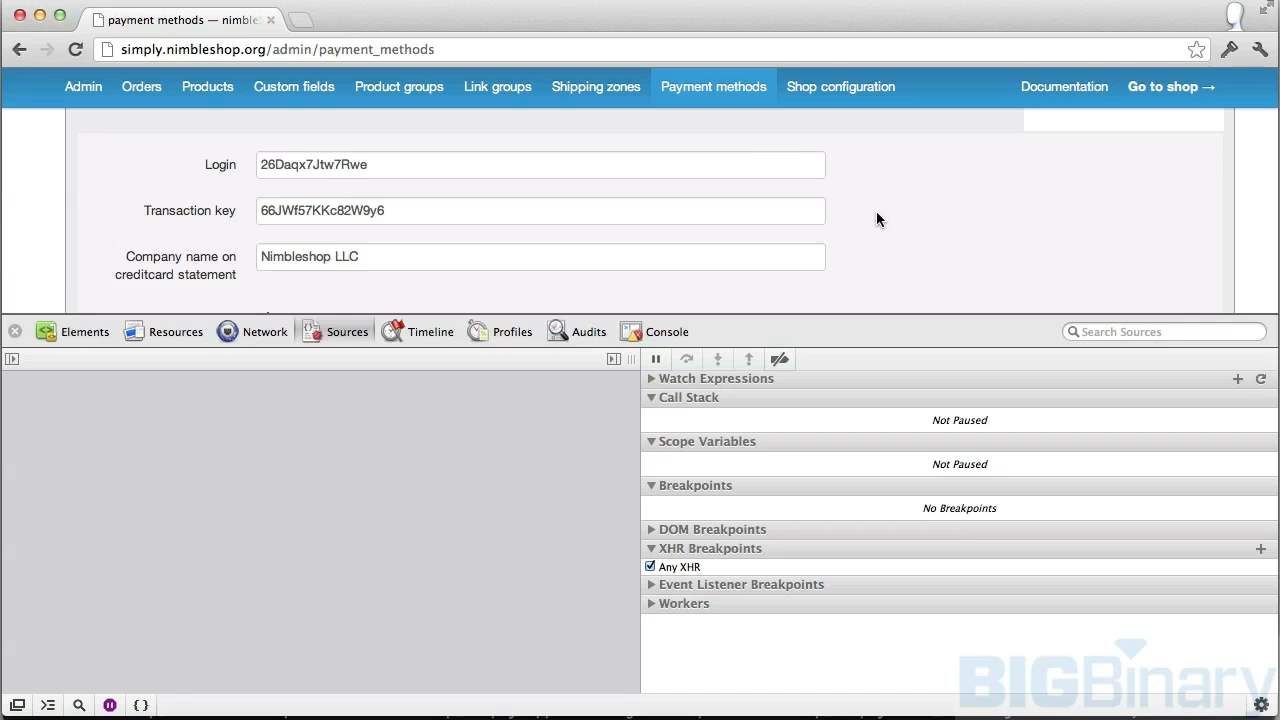 payment methods — nimble
simply.nimbleshop.org/admin/payment_methods
Admin Orders Products Custom fields Product groups Link groups Shipping zones Payment methods Shop configuration Documentation Go to shop →
Login 26Daqx7Jtw7Rwe
Transaction key 66JWf57KKc82W9y6
Company name on
creditcard statement
Nimbleshop LLC
Elements Resources Network Sources Timeline Profiles Audits Console Search Sources
Watch Expressions
Call Stack
Not Paused
Scope Variables
Not Paused
Breakpoints
No Breakpoints
DOM Breakpoints
XHR Breakpoints
Any XHR
Event Listener Breakpoints
Workers
BIGBinary